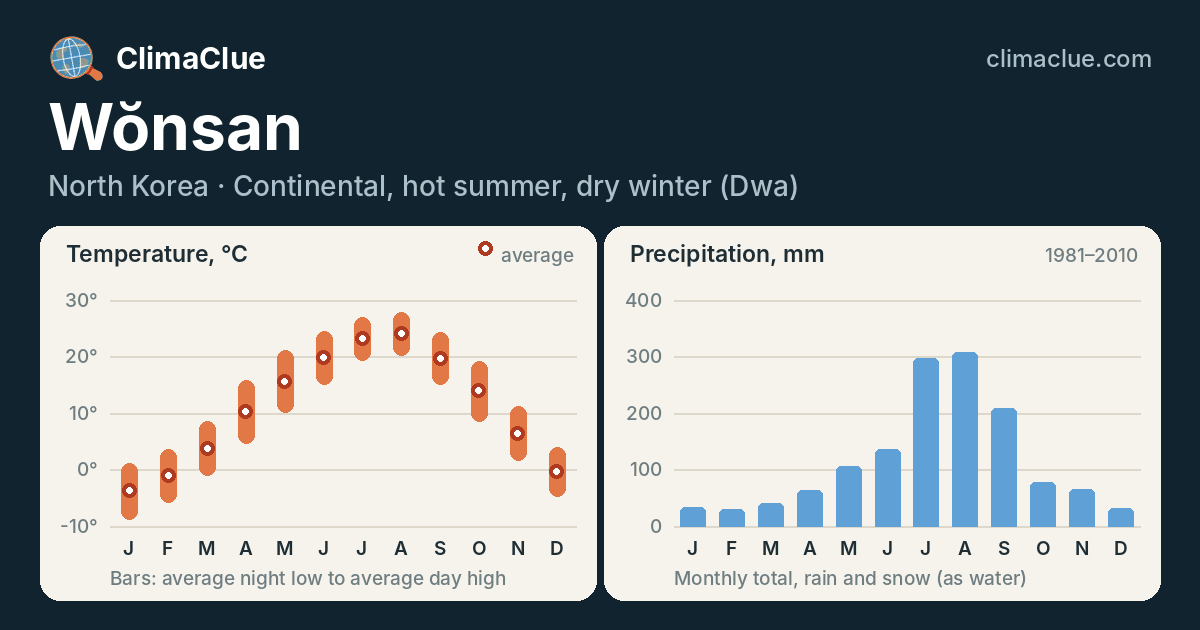 ClimaClue
climaclue.com
Wŏnsan
North Korea · Continental, hot summer, dry winter (Dwa)
Temperature, °C
average
30°
20°
10°
0°
-10°
J F M A M J J A S O N D
Bars: average night low to average day high
Precipitation, mm
1981–2010
400
300
200
100
0
J F M A M J J A S O N D
Monthly total, rain and snow (as water)